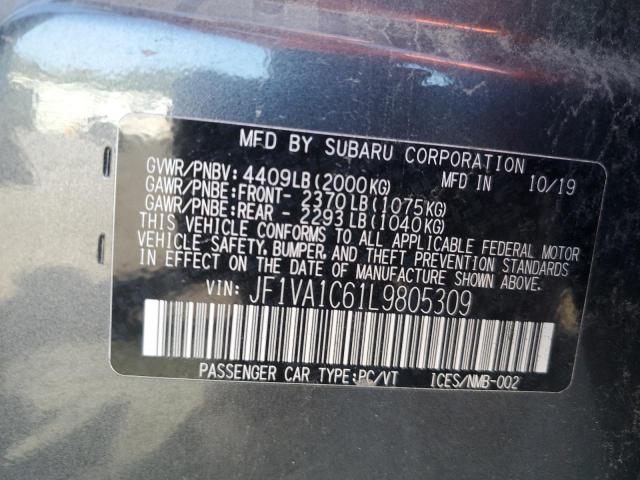 MFD BY SUBARU CORPORATION
GVWR/PNBV: 4409LB(2000KG) MFD IN 10/19
GAWR/PNBE:FRONT- 2370LB(1075KG)
GAWR/PNBE:REAR - 2293LB(1040KG)
THIS VEHICLE CONFORMS TO ALL APPLICABLE FEDERAL MOTOR
VEHICLE SAFETY, BUMPER, AND THEFT PREVENTION STANDARDS
IN EFFECT ON THE DATE OF MANUFACTURE SHOWN ABOVE.
VIN: JF1VA1C61L9805309
PASSENGER CAR TYPE:PC/VT ICES/NMB-002